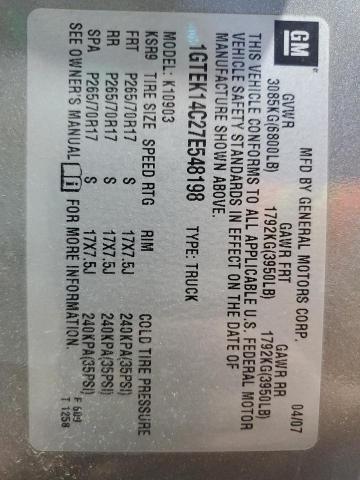 GM MFD BY GENERAL MOTORS CORP. 04/07
GVWR GAWR FRT GAWR RR
3085KG(6800LB) 1792KG(3950LB) 1792KG(3950LB)
THIS VEHICLE CONFORMS TO ALL APPLICABLE U.S. FEDERAL MOTOR
VEHICLE SAFETY STANDARDS IN EFFECT ON THE DATE OF
MANUFACTURE SHOWN ABOVE.
1GTEK14C27E548198 TYPE: TRUCK
MODEL: K10903
KSR9 TIRE SIZE SPEED RTG RIM COLD TIRE PRESSURE
FRT P265/70R17 S 17X7.5J 240KPA(35PSI)
RR P265/70R17 S 17X7.5J 240KPA(35PSI)
SPA P265/70R17 S 17X7.5J 240KPA(35PSI)
SEE OWNER'S MANUAL i FOR MORE INFORMATION.
F 609
T 1258